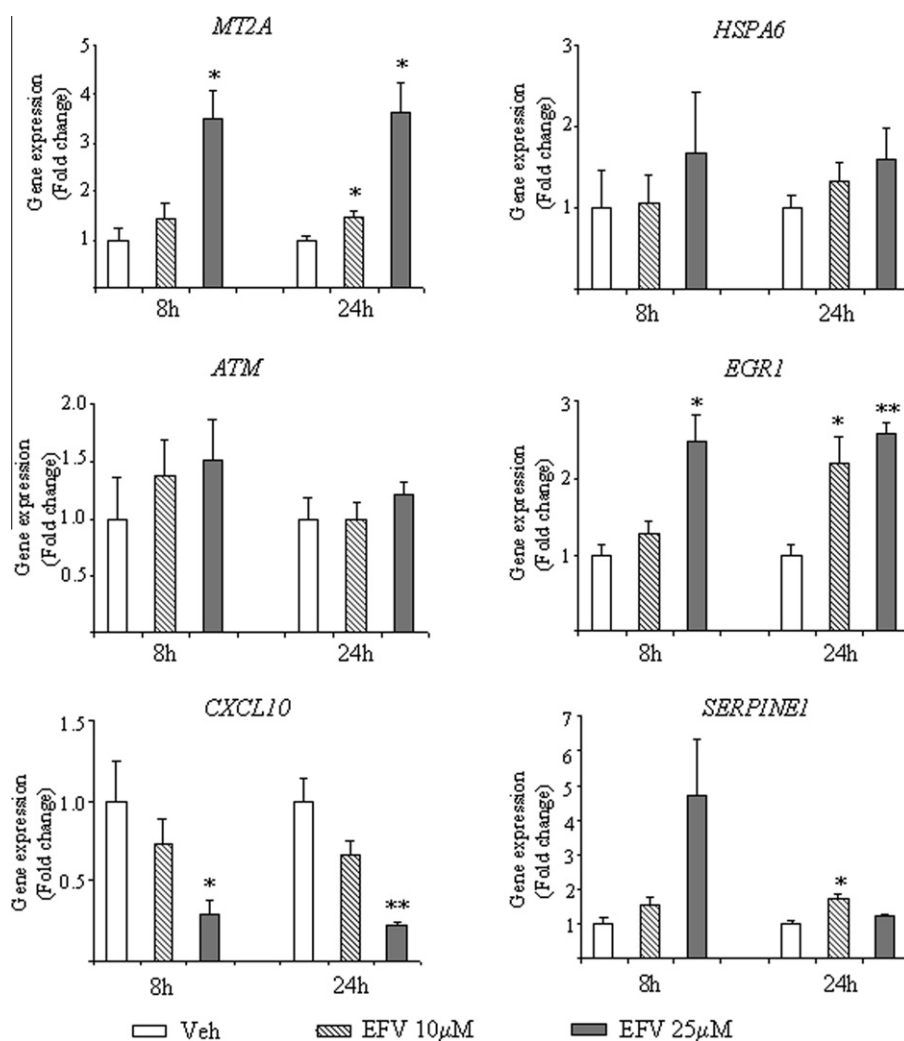 MT2A
Gene expression
(Fold change)
5
4
3
2
1
*
*
*
8h
24h
HSPA6
Gene expression
(Fold change)
3
2
1
8h
24h
ATM
Gene expression
(Fold change)
2.0
1.5
1.0
0.5
8h
24h
EGR1
Gene expression
(Fold change)
3
2
1
*
*
**
8h
24h
CXCL10
Gene expression
(Fold change)
1.5
1.0
0.5
*
**
8h
24h
SERPINE1
Gene expression
(Fold change)
7
6
5
4
3
2
1
*
8h
24h
Veh EFV 10µM EFV 25µM